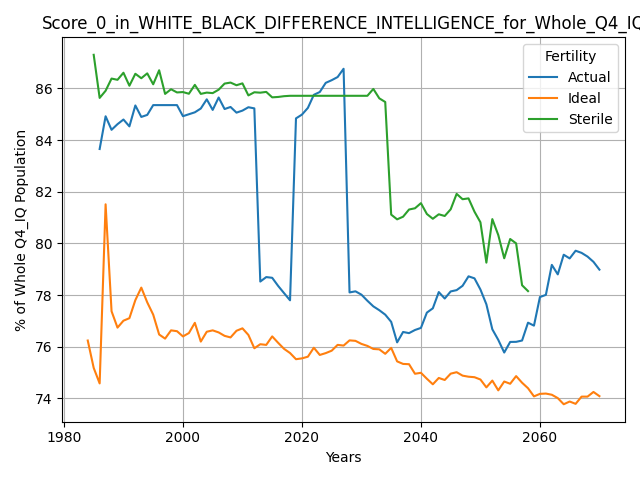 Score_0_in_WHITE_BLACK_DIFFERENCE_INTELLIGENCE_for_Whole_Q4_IQ
Fertility
Actual
Ideal
Sterile
% of Whole Q4_IQ Population
86
84
82
80
78
76
74
1980
2000
2020
2040
2060
Years